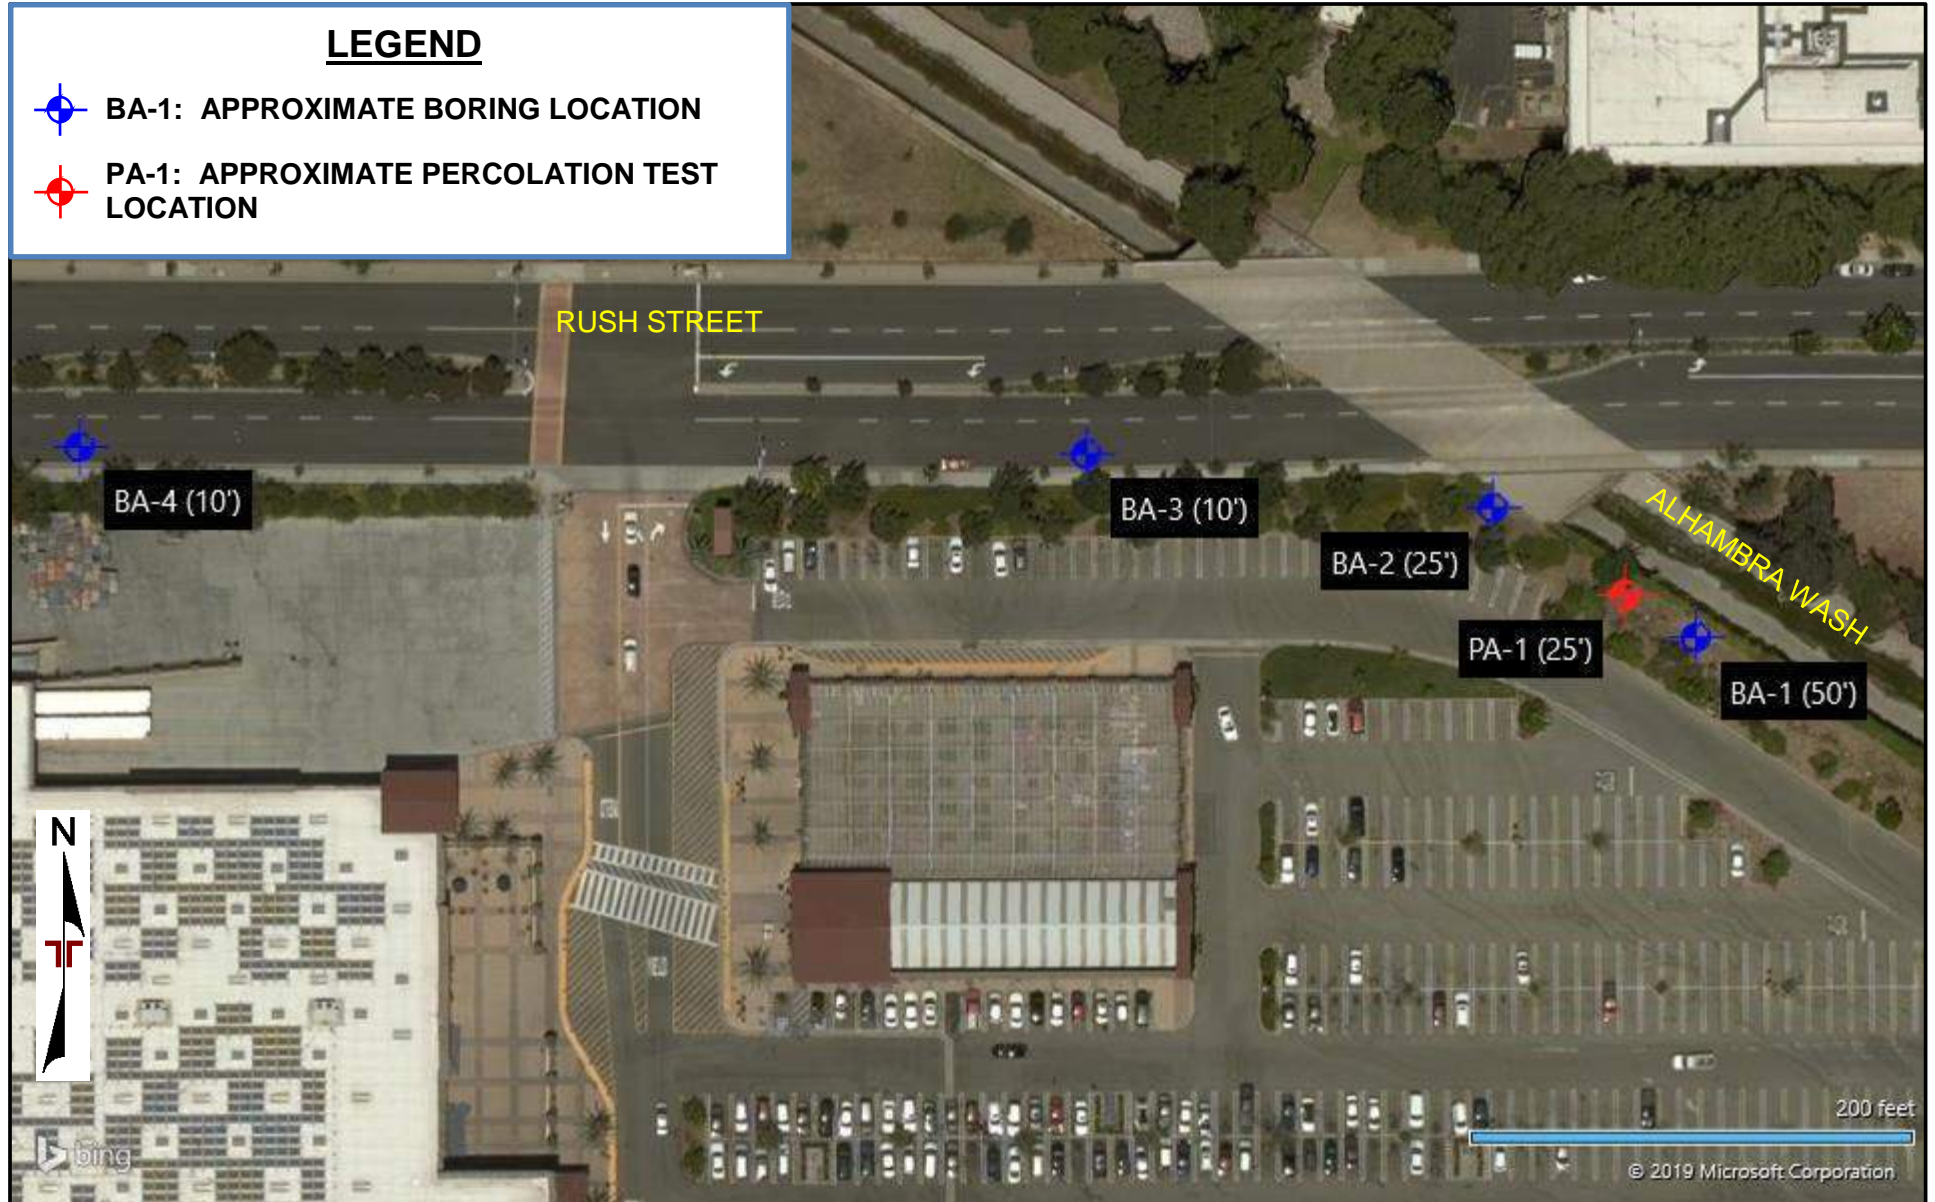 LEGEND
BA-1: APPROXIMATE BORING LOCATION
PA-1: APPROXIMATE PERCOLATION TEST
LOCATION
RUSH STREET
BA-4 (10')
BA-3 (10')
BA-2 (25')
ALHAMBRA WASH
PA-1 (25')
BA-1 (50')
N
200 feet
bing
© 2019 Microsoft Corporation